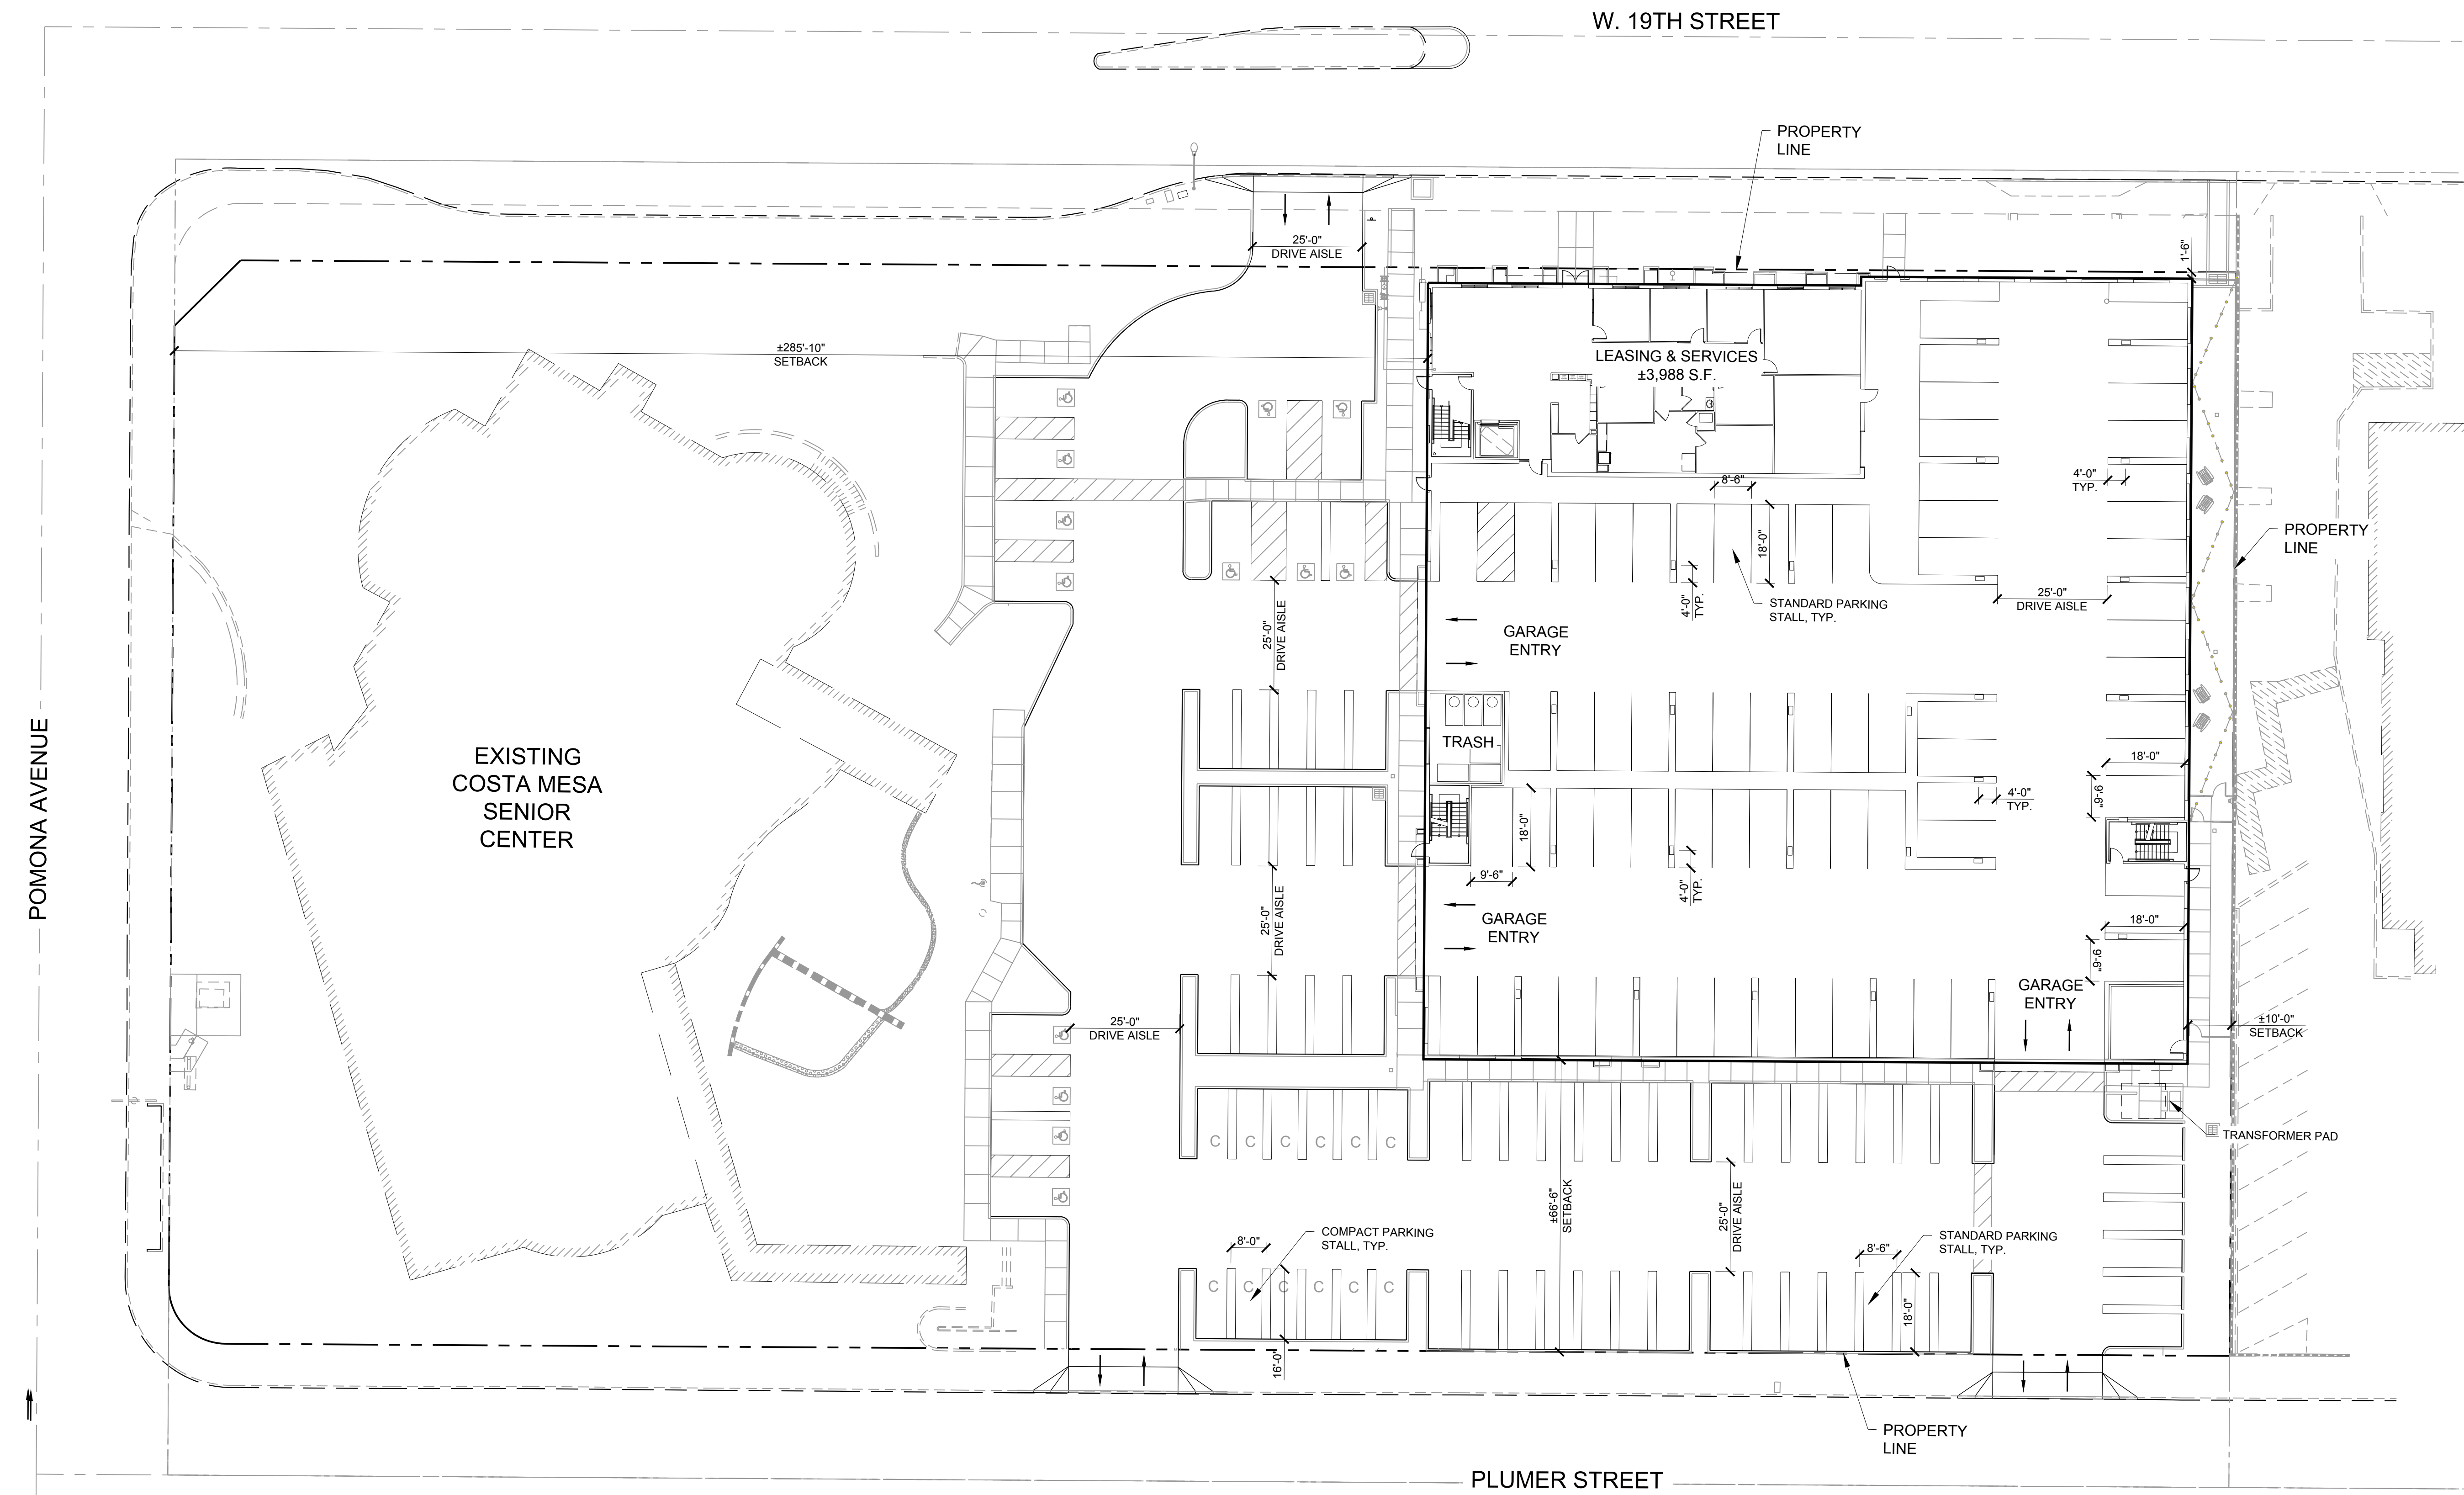 W. 19TH STREET
PROPERTY
LINE
25'-0"
DRIVE AISLE
1'-6"
±285'-10"
SETBACK
LEASING & SERVICES
±3,988 S.F.
4'-0"
TYP.
8'-6"
18'-0"
PROPERTY
LINE
4'-0"
TYP.
STANDARD PARKING
STALL, TYP.
25'-0"
DRIVE AISLE
25'-0"
DRIVE AISLE
GARAGE
ENTRY
POMONA AVENUE
EXISTING
COSTA MESA
SENIOR
CENTER
TRASH
18'-0"
9'-6"
4'-0"
TYP.
18'-0"
9'-6"
4'-0"
TYP.
25'-0"
DRIVE AISLE
GARAGE
ENTRY
18'-0"
9'-6"
GARAGE
ENTRY
25'-0"
DRIVE AISLE
±10'-0"
SETBACK
C C C C C C
TRANSFORMER PAD
±66'-6"
SETBACK
25'-0"
DRIVE AISLE
8'-0"
COMPACT PARKING
STALL, TYP.
8'-6"
STANDARD PARKING
STALL, TYP.
C C C C C C
18'-0"
16'-0"
PROPERTY
LINE
PLUMER STREET